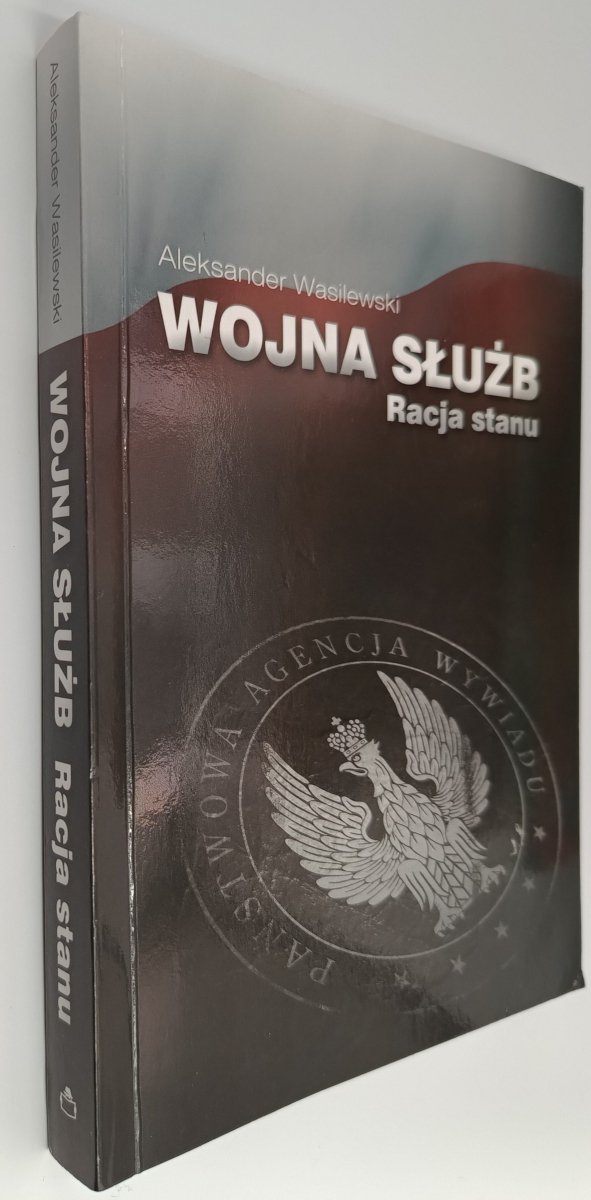 Aleksander Wasilewski
WOJNA SŁUŻB Racja stanu
Aleksander Wasilewski
WOJNA SŁUŻB
Racja stanu
PAŃSTWOWA AGENCJA WYWIADU